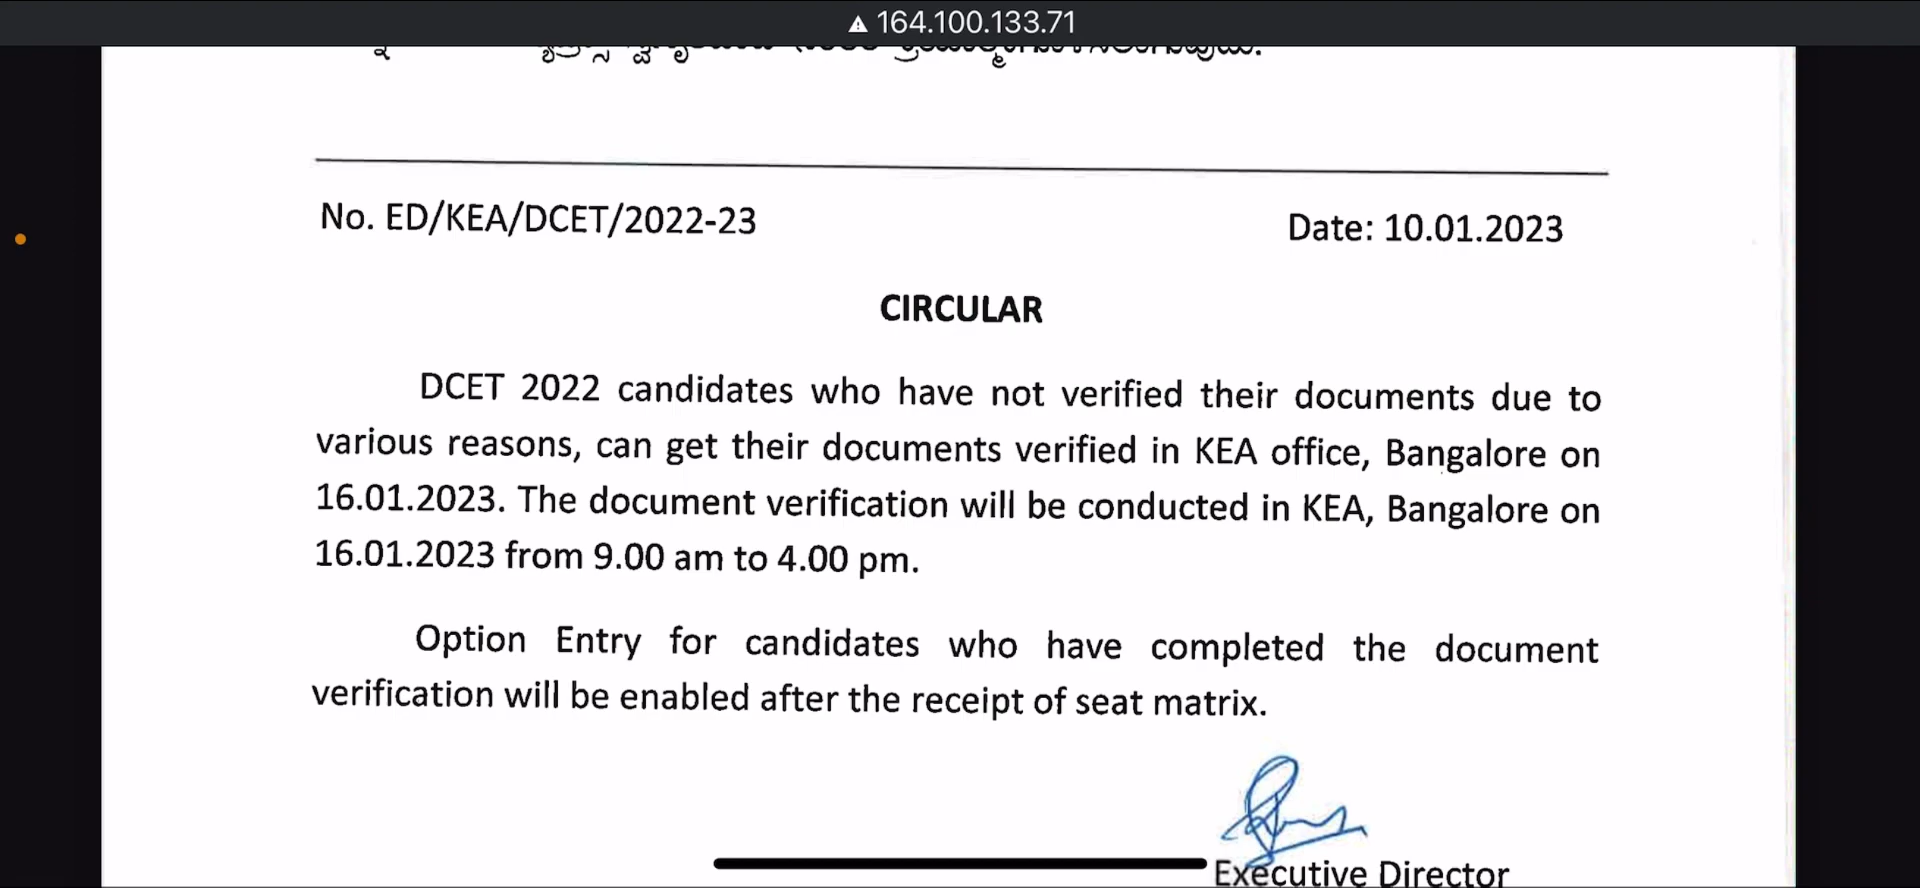 164.100.133.71
No. ED/KEA/DCET/2022-23
Date: 10.01.2023
CIRCULAR
DCET 2022 candidates who have not verified their documents due to
various reasons, can get their documents verified in KEA office, Bangalore on
16.01.2023. The document verification will be conducted in KEA, Bangalore on
16.01.2023 from 9.00 am to 4.00 pm.
Option Entry for candidates who have completed the document
verification will be enabled after the receipt of seat matrix.
Executive Director